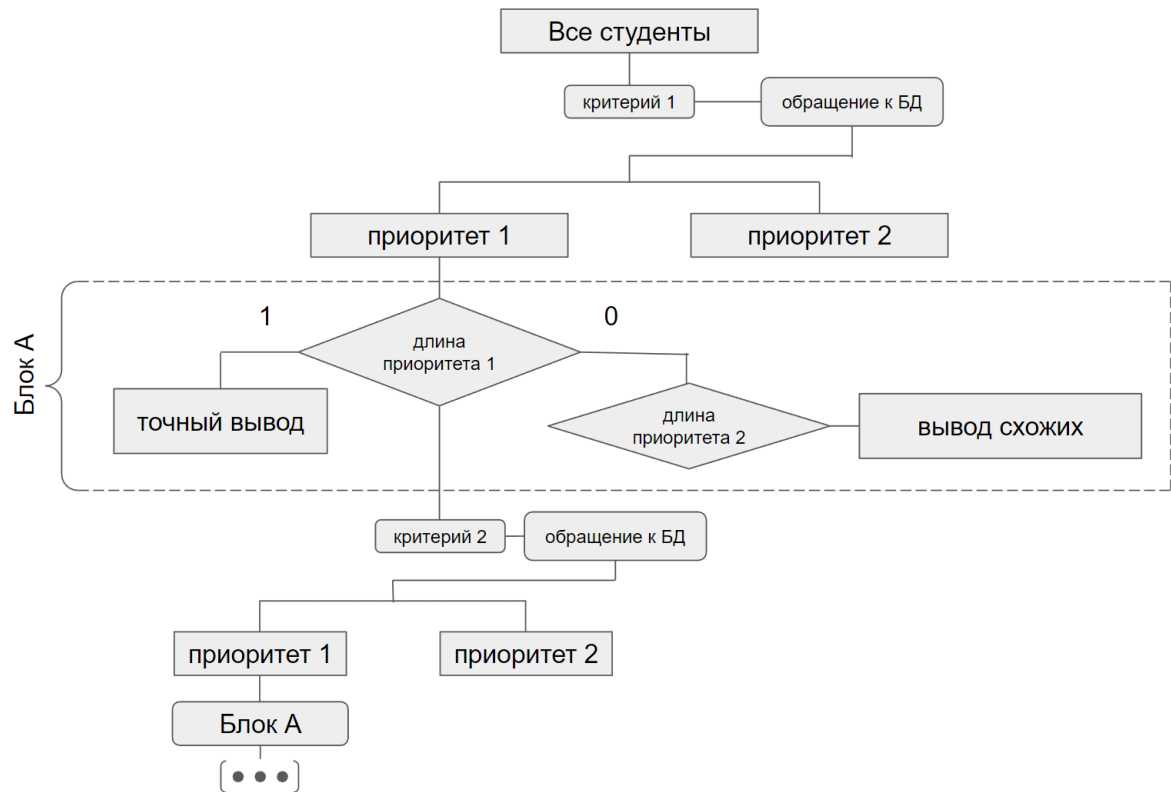 Все студенты
критерий 1
обращение к БД
приоритет 1
приоритет 2
Блок А
1
0
длина
приоритета 1
точный вывод
длина
приоритета 2
вывод схожих
критерий 2
обращение к БД
приоритет 1
приоритет 2
Блок А